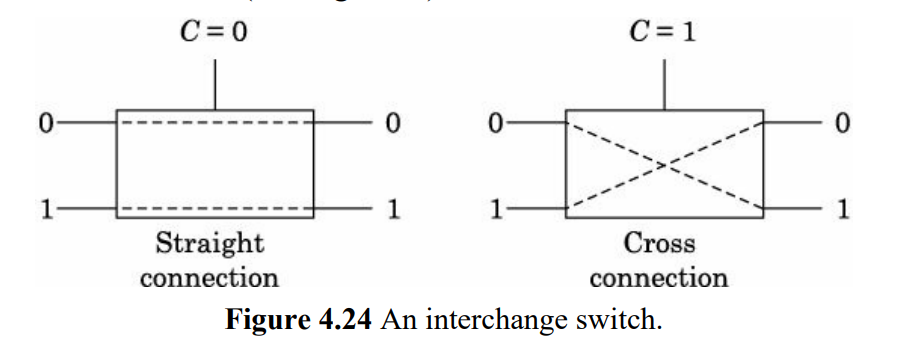 C = 0
C = 1
0
0
0
0
1
1
1
1
Straight
connection
Cross
connection
Figure 4.24 An interchange switch.